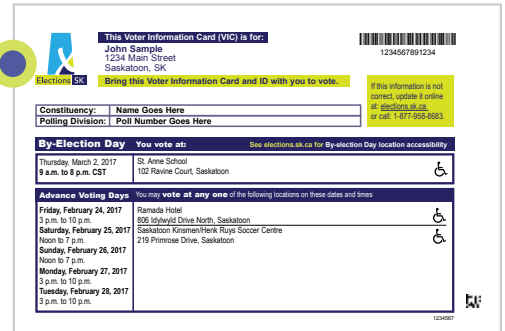 This Voter Information Card (VIC) is for:
John Sample
1234 Main Street
Saskatoon, SK
1234567891234
Elections SK
Bring this Voter Information Card and ID with you to vote.
If this information is not
correct, update it online
at: elections.sk.ca
or call: 1-877-958-8683.
Constituency: Name Goes Here
Polling Division: Poll Number Goes Here
By-Election Day You vote at: See elections.sk.ca for By-election Day location accessibility
Thursday, March 2, 2017 St. Anne School
9 a.m. to 8 p.m. CST 102 Ravine Court, Saskatoon
Advance Voting Days You may vote at any one of the following locations on these dates and times
Friday, February 24, 2017 Ramada Hotel
3 p.m. to 10 p.m. 806 Idylwyld Drive North, Saskatoon
Saturday, February 25, 2017 Saskatoon Kinsmen/Henk Ruys Soccer Centre
Noon to 7 p.m. 219 Primrose Drive, Saskatoon
Sunday, February 26, 2017
Noon to 7 p.m.
Monday, February 27, 2017
3 p.m. to 10 p.m.
Tuesday, February 28, 2017
3 p.m. to 10 p.m.
1234567